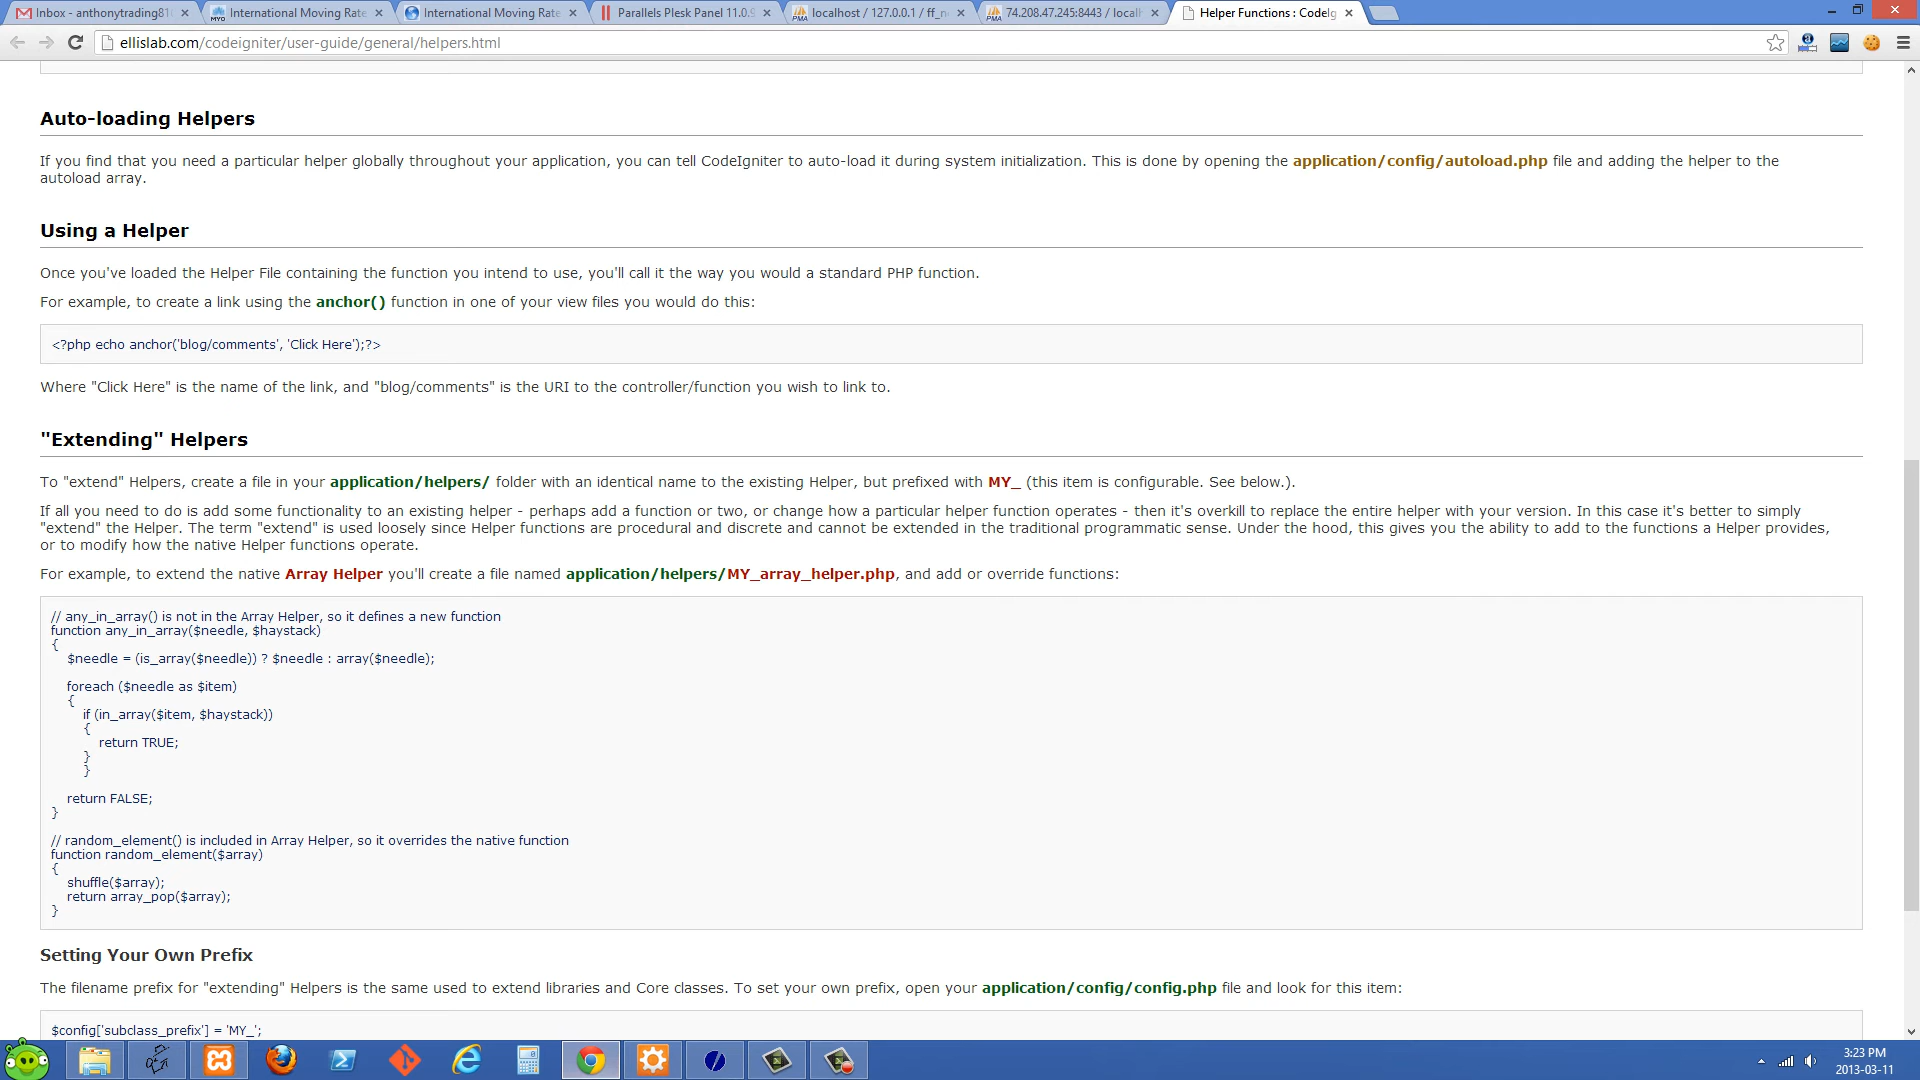 Inbox - anthonytrading81
International Moving Rate
International Moving Rate
Parallels Plesk Panel 11.0.9
localhost / 127.0.0.1 / ff_n
74.208.47.245:8443 / local
Helper Functions : CodeIg
ellislab.com/codeigniter/user-guide/general/helpers.html
Auto-loading Helpers
If you find that you need a particular helper globally throughout your application, you can tell CodeIgniter to auto-load it during system initialization. This is done by opening the application/config/autoload.php file and adding the helper to the
autoload array.
Using a Helper
Once you've loaded the Helper File containing the function you intend to use, you'll call it the way you would a standard PHP function.
For example, to create a link using the anchor() function in one of your view files you would do this:
<?php echo anchor('blog/comments', 'Click Here');?>
Where "Click Here" is the name of the link, and "blog/comments" is the URI to the controller/function you wish to link to.
"Extending" Helpers
To "extend" Helpers, create a file in your application/helpers/ folder with an identical name to the existing Helper, but prefixed with MY_ (this item is configurable. See below.).
If all you need to do is add some functionality to an existing helper - perhaps add a function or two, or change how a particular helper function operates - then it's overkill to replace the entire helper with your version. In this case it's better to simply
"extend" the Helper. The term "extend" is used loosely since Helper functions are procedural and discrete and cannot be extended in the traditional programmatic sense. Under the hood, this gives you the ability to add to the functions a Helper provides,
or to modify how the native Helper functions operate.
For example, to extend the native Array Helper you'll create a file named application/helpers/MY_array_helper.php, and add or override functions:
// any_in_array() is not in the Array Helper, so it defines a new function
function any_in_array($needle, $haystack)
{
$needle = (is_array($needle)) ? $needle : array($needle);
foreach ($needle as $item)
{
if (in_array($item, $haystack))
{
return TRUE;
}
}
return FALSE;
}
// random_element() is included in Array Helper, so it overrides the native function
function random_element($array)
{
shuffle($array);
return array_pop($array);
}
Setting Your Own Prefix
The filename prefix for "extending" Helpers is the same used to extend libraries and Core classes. To set your own prefix, open your application/config/config.php file and look for this item:
$config['subclass_prefix'] = 'MY_';
3:23 PM
2013-03-11